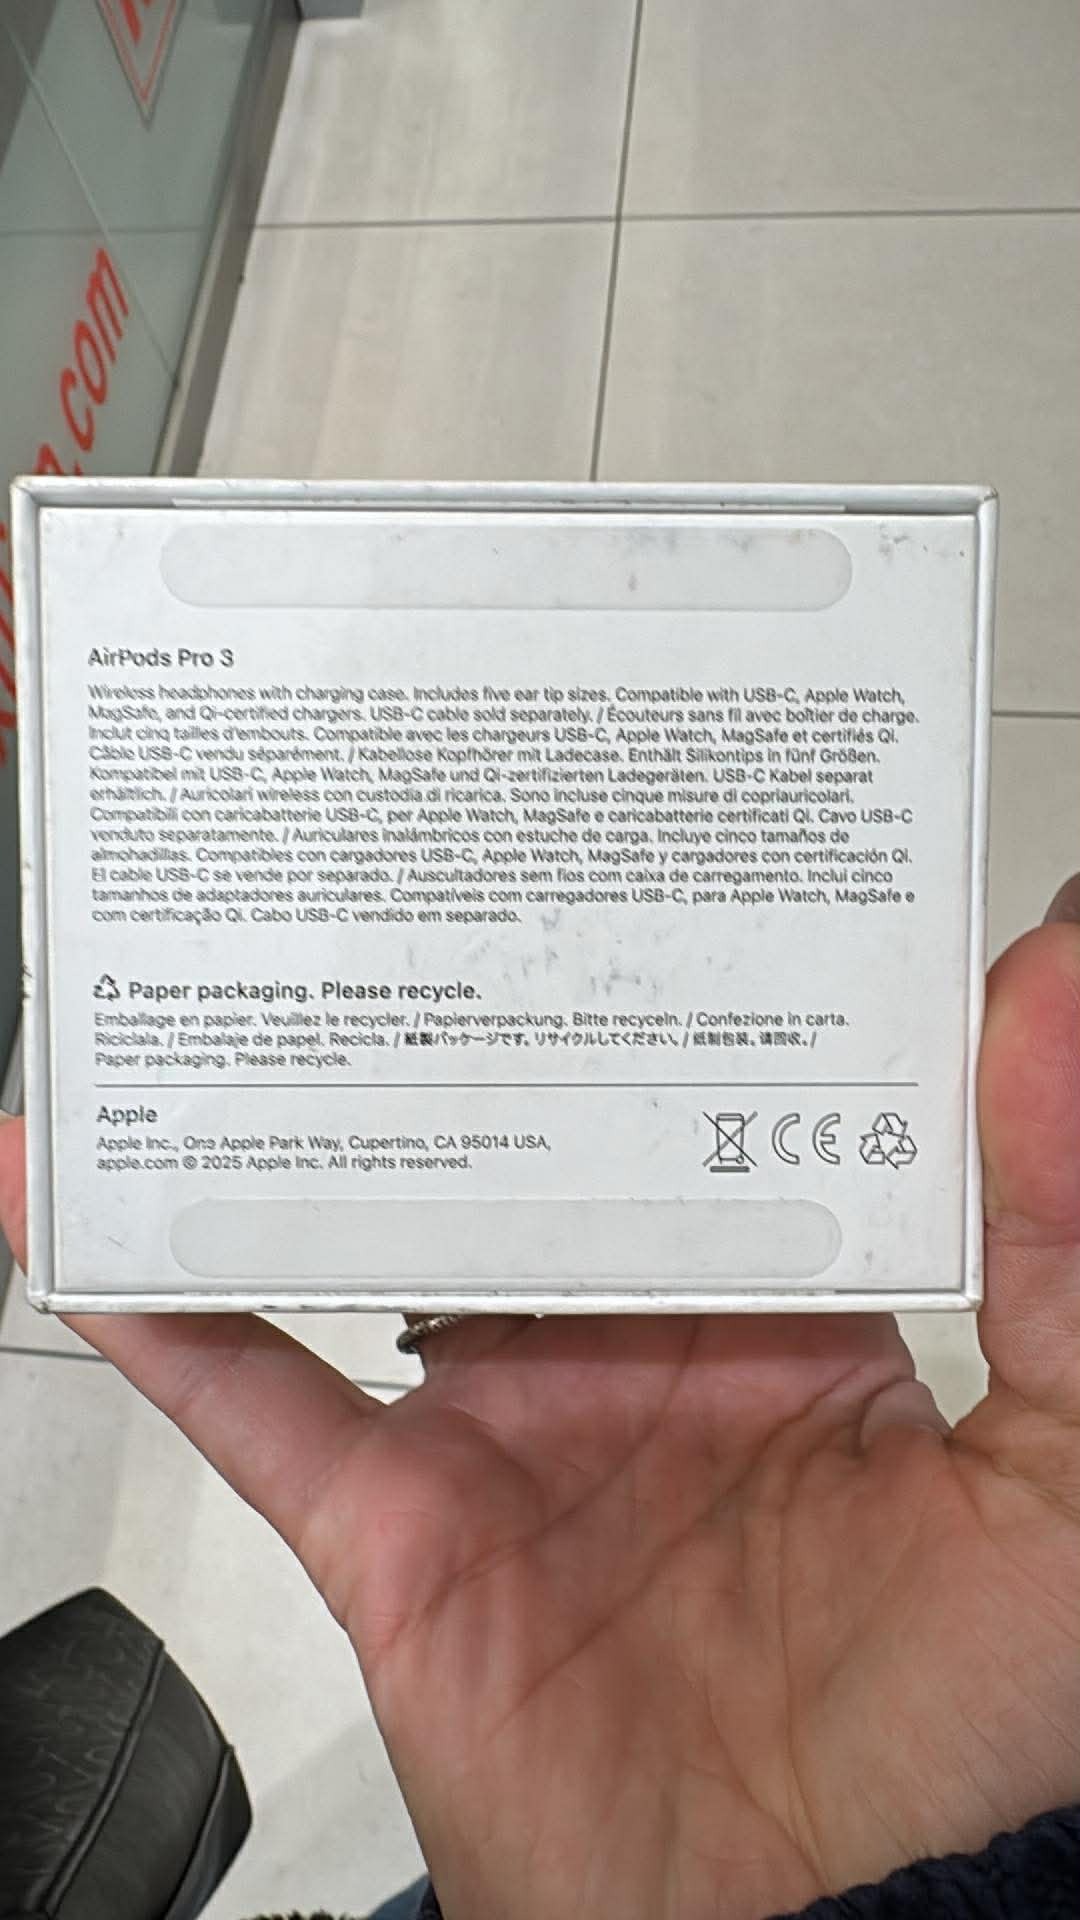 .com
AirPods Pro 3
Wireless headphones with charging case. Includes five ear tip sizes. Compatible with USB-C, Apple Watch,
MagSafe, and Qi-certified chargers. USB-C cable sold separately. / Écouteurs sans fil avec boîtier de charge.
Inclut cinq tailles d'embouts. Compatible avec les chargeurs USB-C, Apple Watch, MagSafe et certifiés Qi.
Câble USB-C vendu séparément. / Kabellose Kopfhörer mit Ladecase. Enthält Silikontips in fünf Größen.
Kompatibel mit USB-C, Apple Watch, MagSafe und Qi-zertifizierten Ladegeräten. USB-C Kabel separat
erhältlich. / Auricolari wireless con custodia di ricarica. Sono incluse cinque misure di copriauricolari.
Compatibili con caricabatterie USB-C, per Apple Watch, MagSafe e caricabatterie certificati Qi. Cavo USB-C
venduto separatamente. / Auriculares inalámbricos con estuche de carga. Incluye cinco tamaños de
almohadillas. Compatibles con cargadores USB-C, Apple Watch, MagSafe y cargadores con certificación Qi.
El cable USB-C se vende por separado. / Auscultadores sem fios com caixa de carregamento. Inclui cinco
tamanhos de adaptadores auriculares. Compatíveis com carregadores USB-C, para Apple Watch, MagSafe e
com certificação Qi. Cabo USB-C vendido em separado.
Paper packaging. Please recycle.
Emballage en papier. Veuillez le recycler. / Papierverpackung. Bitte recyceln. / Confezione in carta.
Riciclala. / Embalaje de papel. Recicla. / 紙製パッケージです。リサイクルしてください。/ 纸制包装。请回收。/
Paper packaging. Please recycle.
Apple
Apple Inc., One Apple Park Way, Cupertino, CA 95014 USA,
apple.com © 2025 Apple Inc. All rights reserved.
CE